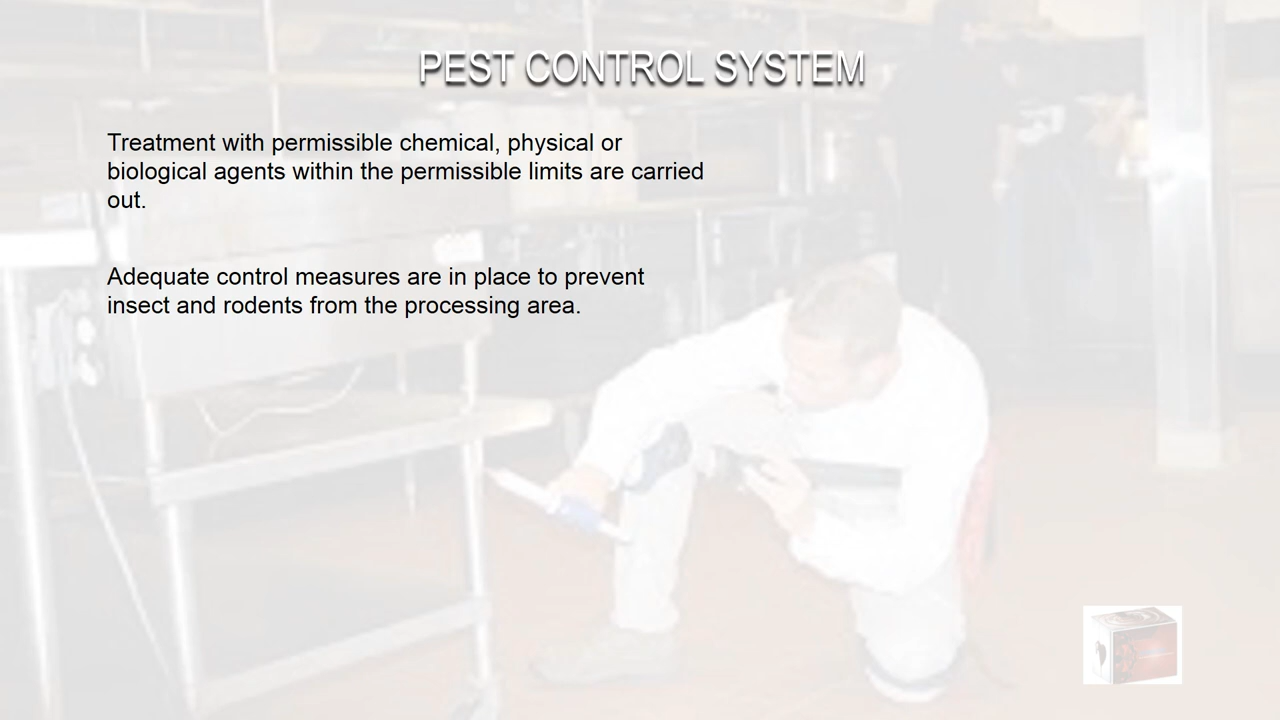 PEST CONTROL SYSTEM
Treatment with permissible chemical, physical or
biological agents within the permissible limits are carried
out.
Adequate control measures are in place to prevent
insect and rodents from the processing area.